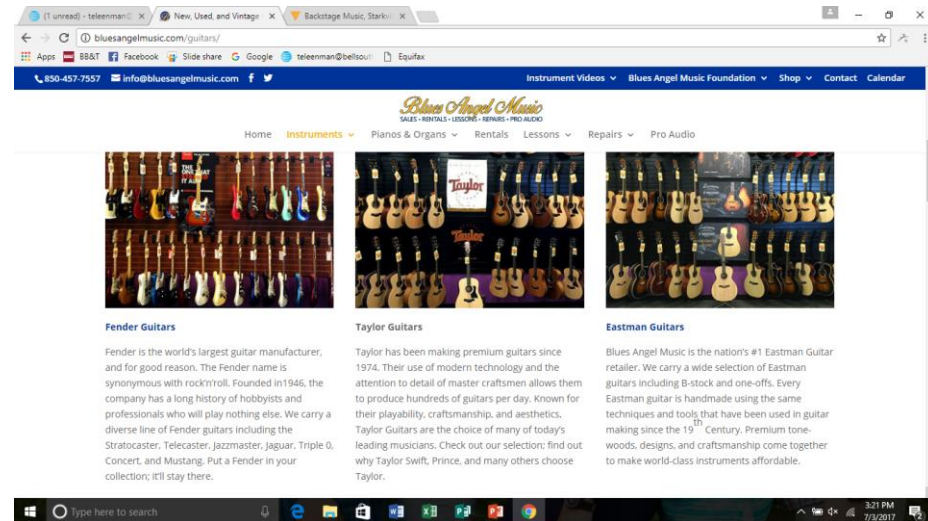 (1 unread) - teleenman@
New, Used, and Vintage
Backstage Music, Starkvi
bluesangelmusic.com/guitars/
Apps BB&T Facebook Slide share Google teleenman@bellsout Equifax
850-457-7557 info@bluesangelmusic.com Instrument Videos Blues Angel Music Foundation Shop Contact Calendar
Blues Angel Music
SALES • RENTALS • LESSONS • REPAIRS • PRO AUDIO
Home Instruments Pianos & Organs Rentals Lessons Repairs Pro Audio
Taylor
Taylor
Fender Guitars
Fender is the world's largest guitar manufacturer,
and for good reason. The Fender name is
synonymous with rock'n'roll. Founded in1946, the
company has a long history of hobbyists and
professionals who will play nothing else. We carry a
diverse line of Fender guitars including the
Stratocaster, Telecaster, Jazzmaster, Jaguar, Triple 0,
Concert, and Mustang. Put a Fender in your
collection; it'll stay there.
Taylor Guitars
Taylor has been making premium guitars since
1974. Their use of modern technology and the
attention to detail of master craftsmen allows them
to produce hundreds of guitars per day. Known for
their playability, craftsmanship, and aesthetics,
Taylor Guitars are the choice of many of today's
leading musicians. Check out our selection; find out
why Taylor Swift, Prince, and many others choose
Taylor.
Eastman Guitars
Blues Angel Music is the nation's #1 Eastman Guitar
retailer. We carry a wide selection of Eastman
guitars including B-stock and one-offs. Every
Eastman guitar is handmade using the same
techniques and tools that have been used in guitar
making since the 19th Century. Premium tone-
woods, designs, and craftsmanship come together
to make world-class instruments affordable.
Type here to search
3:21 PM
7/3/2017